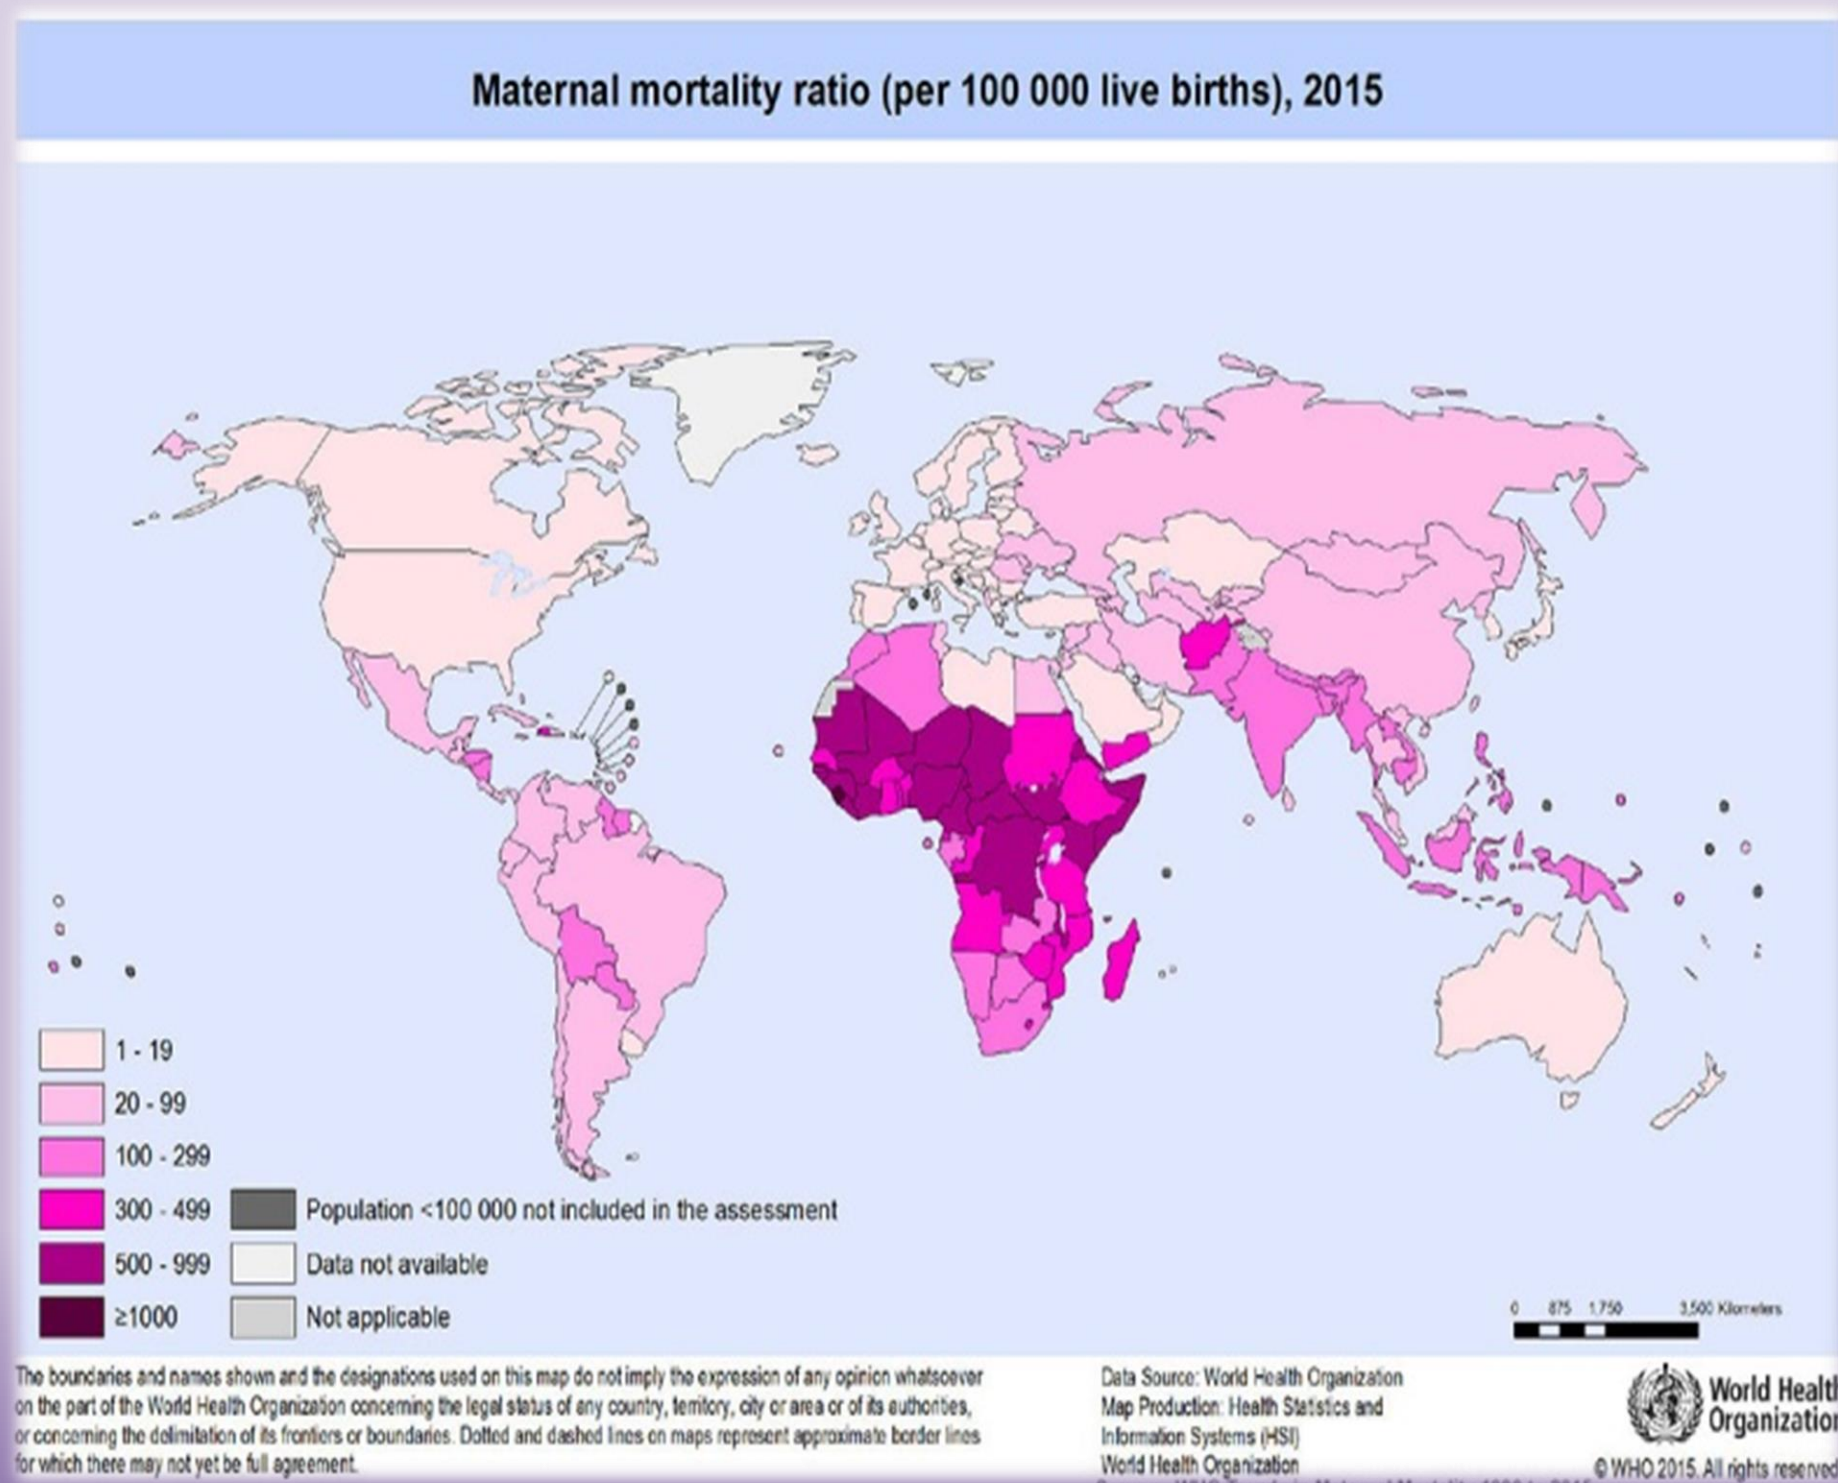 Maternal mortality ratio (per 100 000 live births), 2015
1 - 19
20 - 99
100 - 299
300 - 499
500 - 999
≥1000
Population <100 000 not included in the assessment
Data not available
Not applicable
0 875 1,750 3,500 Kilometers
The boundaries and names shown and the designations used on this map do not imply the expression of any opinion whatsoever
on the part of the World Health Organization concerning the legal status of any country, territory, city or area or of its authorities,
or concerning the delimitation of its frontiers or boundaries. Dotted and dashed lines on maps represent approximate border lines
for which there may not yet be full agreement.
Data Source: World Health Organization
Map Production: Health Statistics and
Information Systems (HSI)
World Health Organization
World Health
Organization
© WHO 2015. All rights reserved